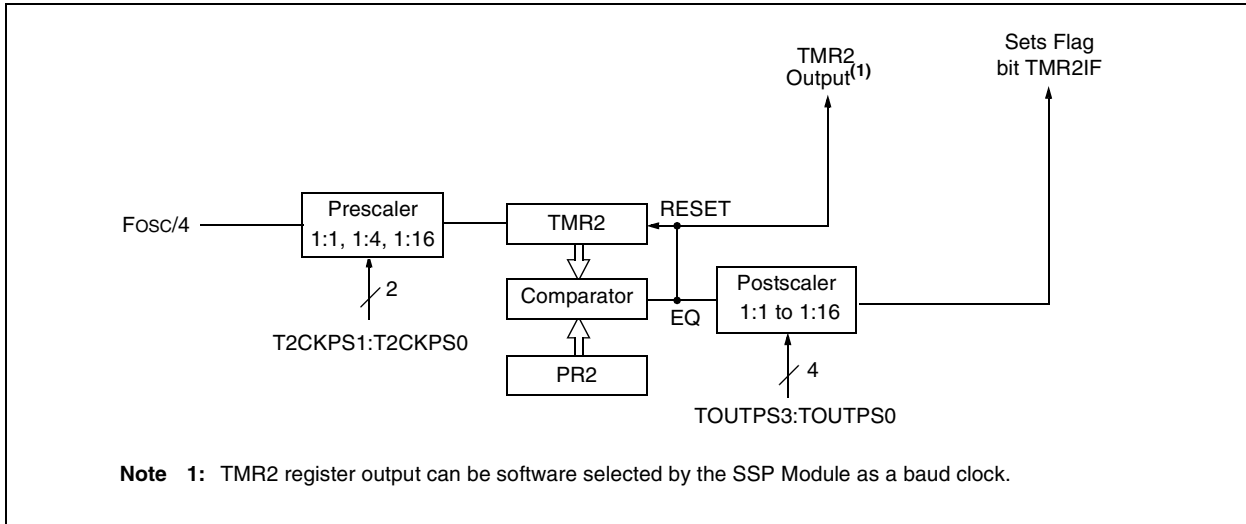 TMR2
Output(1)
Sets Flag
bit TMR2IF
FOSC/4
Prescaler
1:1, 1:4, 1:16
2
T2CKPS1:T2CKPS0
TMR2
RESET
Comparator
EQ
PR2
Postscaler
1:1 to 1:16
4
TOUTPS3:TOUTPS0
Note 1: TMR2 register output can be software selected by the SSP Module as a baud clock.